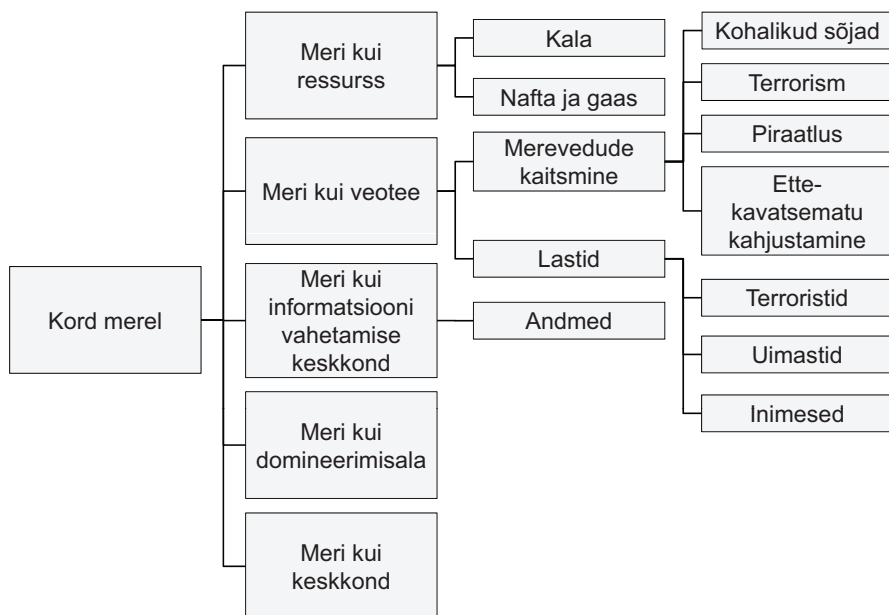 Kord merel
Meri kui
ressurss
Kala
Nafta ja gaas
Meri kui veotee
Merevedude
kaitsmine
Kohalikud sõjad
Terrorism
Piraatlus
Ette-
kavatsematu
kahjustamine
Lastid
Terroristid
Uimastid
Inimesed
Meri kui
informatsiooni
vahetamise
keskkond
Andmed
Meri kui
domineerimisala
Meri kui
keskkond